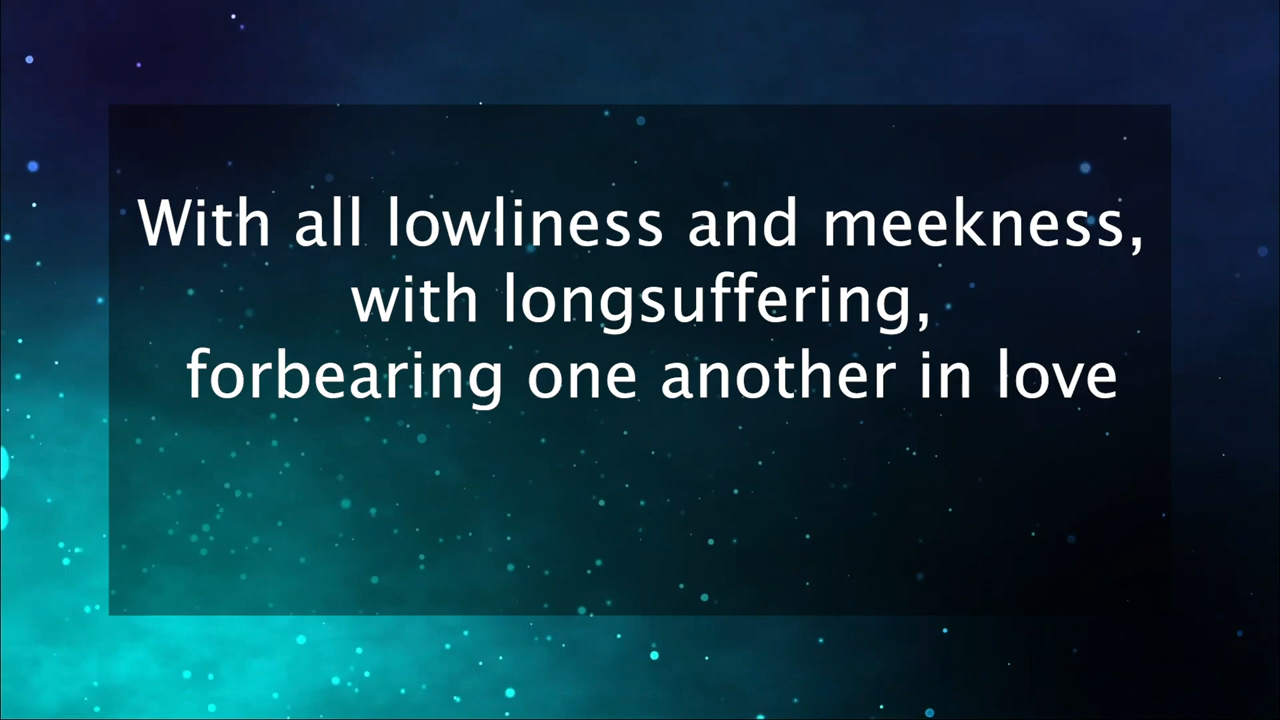 With all lowliness and meekness,
with longsuffering,
forbearing one another in love